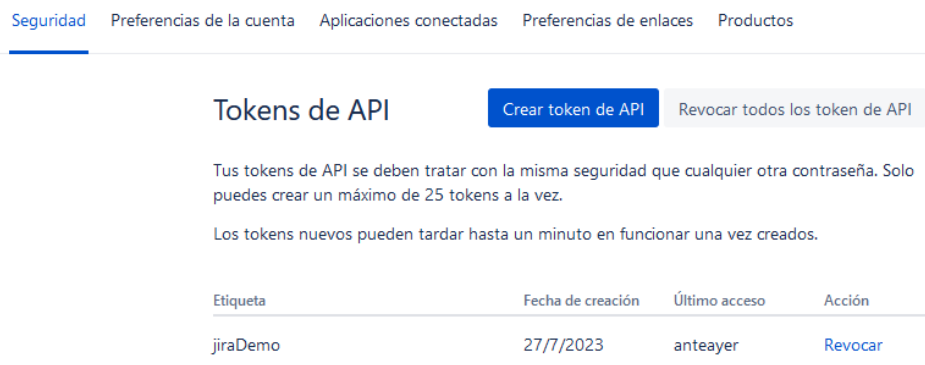 Seguridad Preferencias de la cuenta Aplicaciones conectadas Preferencias de enlaces Productos
Tokens de API Crear token de API Revocar todos los token de API
Tus tokens de API se deben tratar con la misma seguridad que cualquier otra contraseña. Solo
puedes crear un máximo de 25 tokens a la vez.
Los tokens nuevos pueden tardar hasta un minuto en funcionar una vez creados.
Etiqueta Fecha de creación Último acceso Acción
jiraDemo 27/7/2023 anteayer Revocar